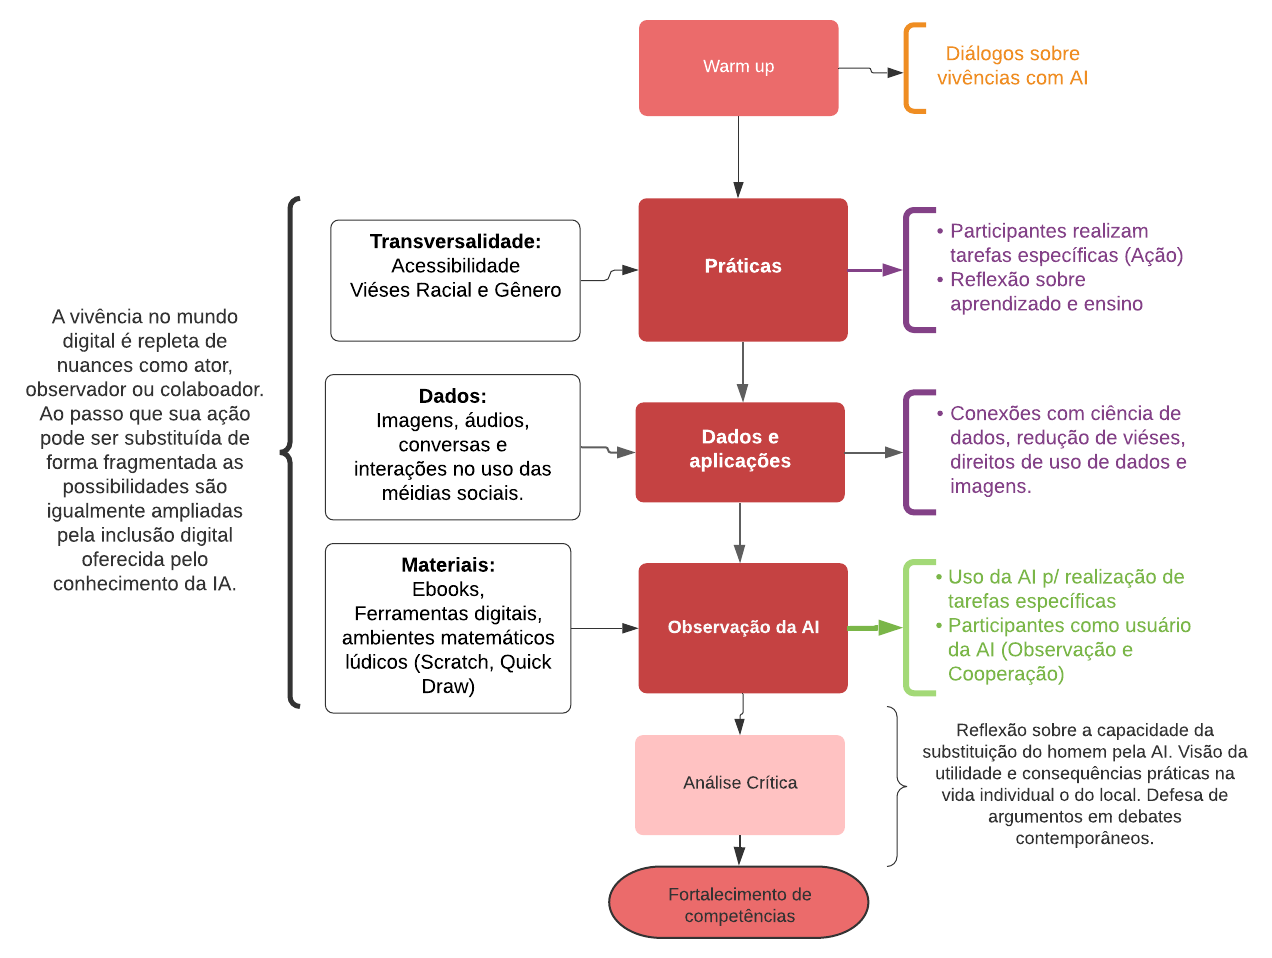 Warm up
Diálogos sobre
vivências com AI
Transversalidade:
Acessibilidade
Viéses Racial e Gênero
Práticas
• Participantes realizam
tarefas específicas (Ação)
• Reflexão sobre
aprendizado e ensino
A vivência no mundo
digital é repleta de
nuances como ator,
observador ou colaboador.
Ao passo que sua ação
pode ser substituída de
forma fragmentada as
possibilidades são
igualmente ampliadas
pela inclusão digital
oferecida pelo
conhecimento da IA.
Dados:
Imagens, áudios,
conversas e
interações no uso das
méidias sociais.
Dados e
aplicações
• Conexões com ciência de
dados, redução de viéses,
direitos de uso de dados e
imagens.
Materiais:
Ebooks,
Ferramentas digitais,
ambientes matemáticos
lúdicos (Scratch, Quick
Draw)
Observação da AI
• Uso da AI p/ realização de
tarefas específicas
• Participantes como usuário
da AI (Observação e
Cooperação)
Análise Crítica
Reflexão sobre a capacidade da
substituição do homem pela AI. Visão da
utilidade e consequências práticas na
vida individual o do local. Defesa de
argumentos em debates
contemporâneos.
Fortalecimento de
competências